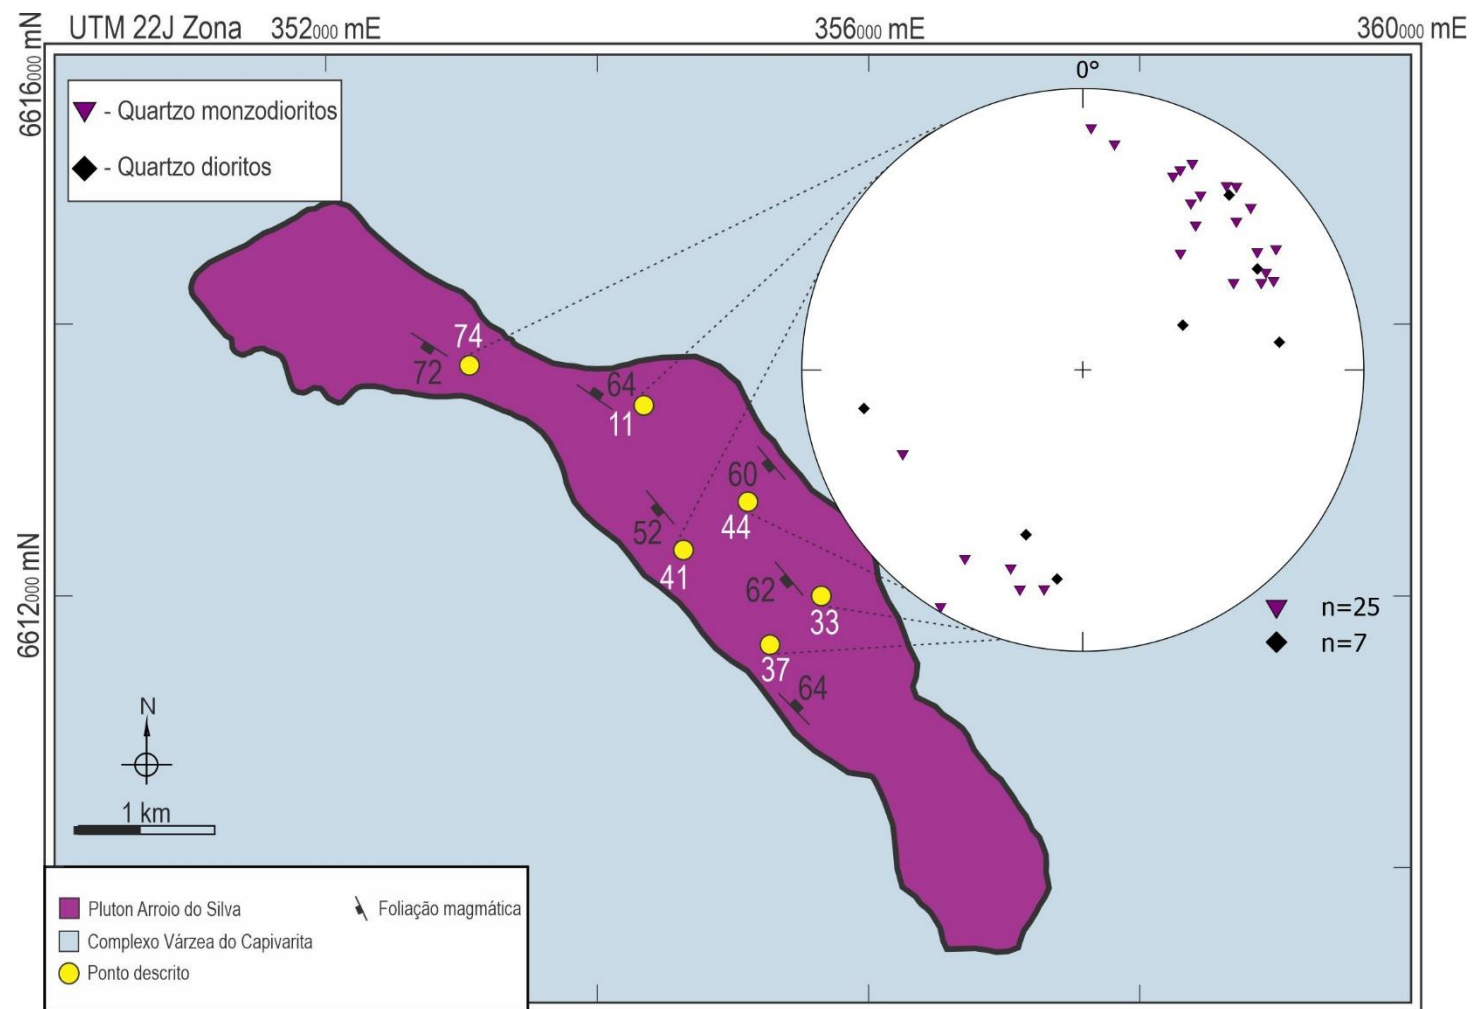 UTM 22J Zona 352000 mE 356000 mE 360000 mE
6616000 mN
0°
- Quartzo monzodioritos
- Quartzo dioritos
74
72
64
11
60
44
52
41
62
33
37
64
n=25
n=7
6612000 mN
N
1 km
Pluton Arroio do Silva
Foliação magmática
Complexo Várzea do Capivarita
Ponto descrito